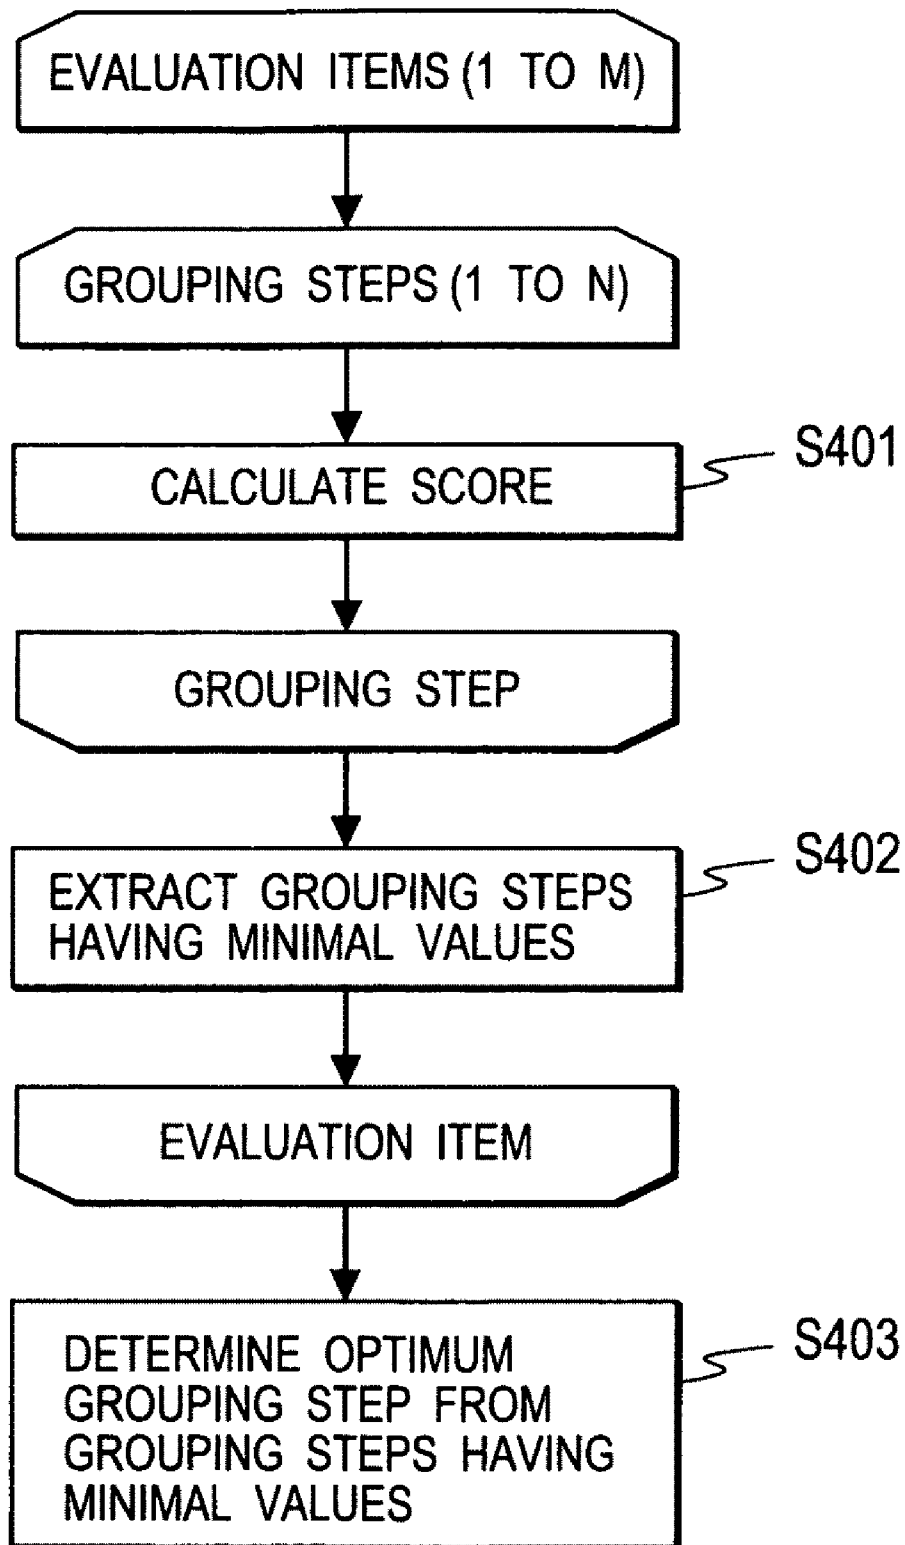 EVALUATION ITEMS (1 TO M)
GROUPING STEPS (1 TO N)
S401
CALCULATE SCORE
GROUPING STEP
S402
EXTRACT GROUPING STEPS
HAVING MINIMAL VALUES
EVALUATION ITEM
S403
DETERMINE OPTIMUM
GROUPING STEP FROM
GROUPING STEPS HAVING
MINIMAL VALUES